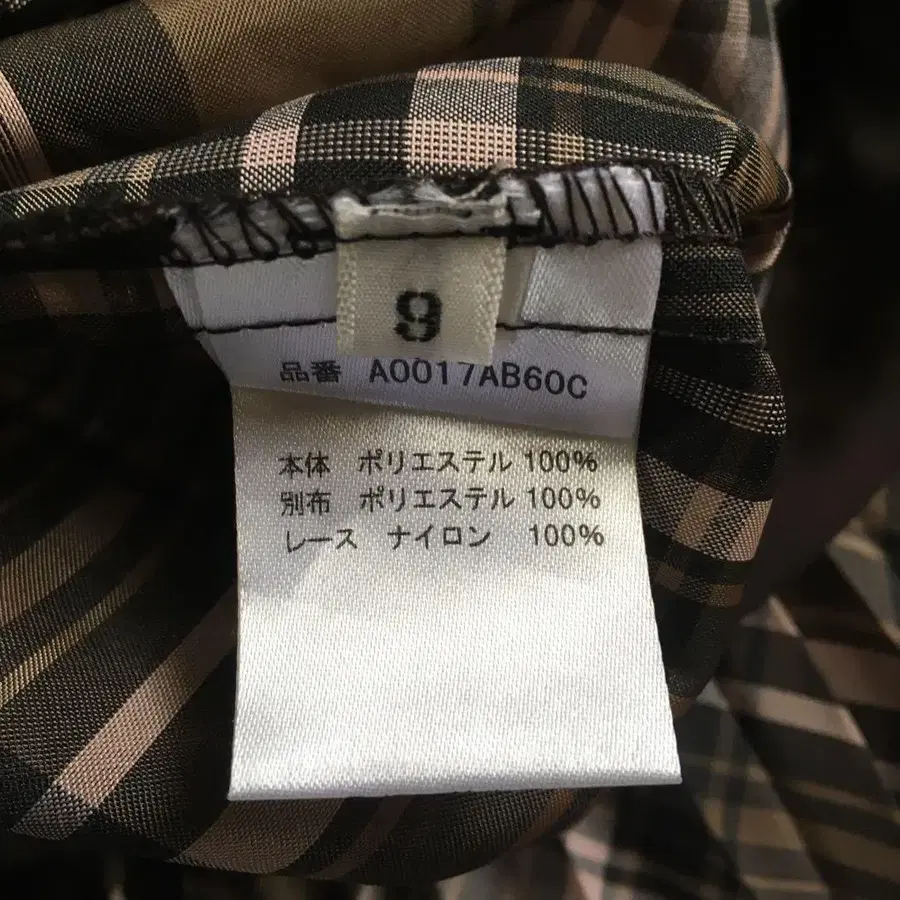 9
品番 A0017AB60C
本体 ポリエステル 100%
別布 ポリエステル 100%
レース ナイロン 100%